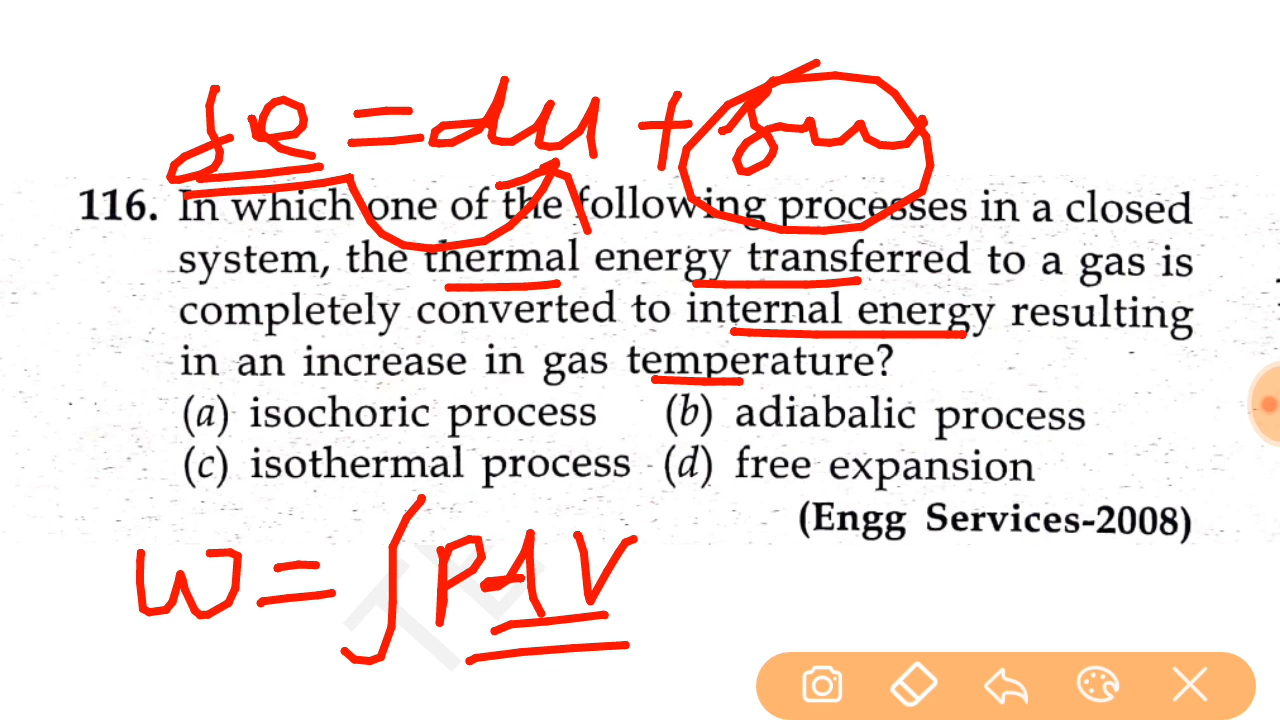 δQ = du + δw
116. In which one of the following processes in a closed
system, the thermal energy transferred to a gas is
completely converted to internal energy resulting
in an increase in gas temperature?
(a) isochoric process (b) adiabalic process
(c) isothermal process (d) free expansion
(Engg Services-2008)
W = ∫ PdV